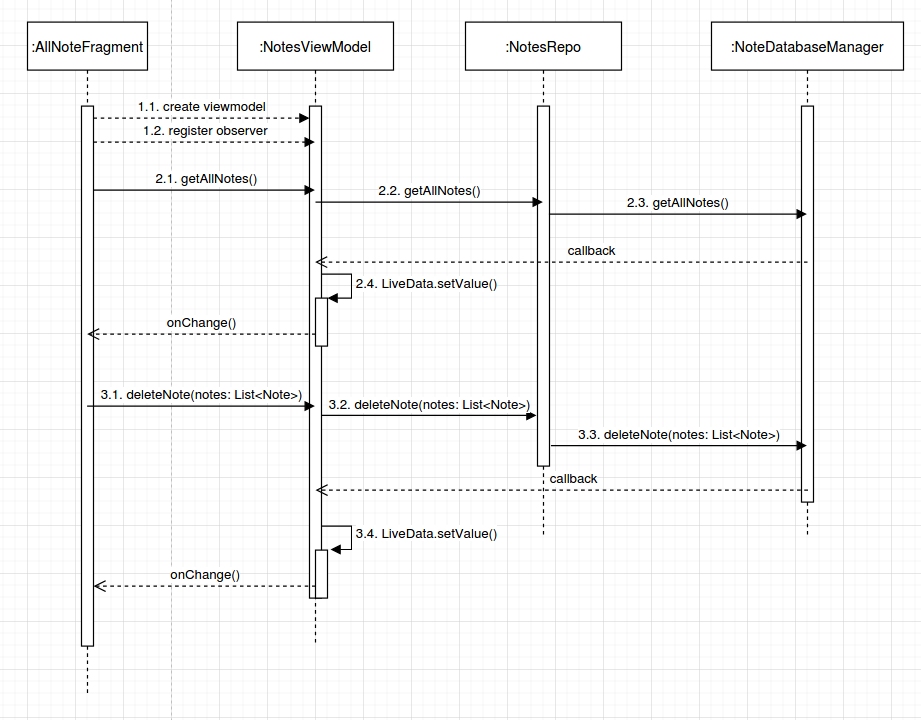 :AllNoteFragment
:NotesViewModel
:NotesRepo
:NoteDatabaseManager
1.1. create viewmodel
1.2. register observer
2.1. getAllNotes()
2.2. getAllNotes()
2.3. getAllNotes()
callback
2.4. LiveData.setValue()
onChange()
3.1. deleteNote(notes: List<Note>)
3.2. deleteNote(notes: List<Note>)
3.3. deleteNote(notes: List<Note>)
callback
3.4. LiveData.setValue()
onChange()